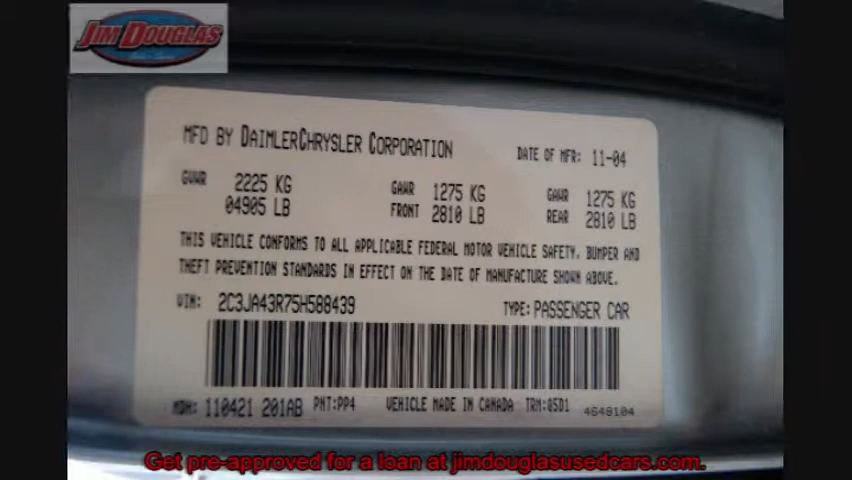 JIM DOUGLAS
MFD BY DAIMLERCHRYSLER CORPORATION DATE OF MFR: 11-04
GVWR 2225 KG GAWR 1275 KG GAWR 1275 KG
04905 LB FRONT 2810 LB REAR 2810 LB
THIS VEHICLE CONFORMS TO ALL APPLICABLE FEDERAL MOTOR VEHICLE SAFETY, BUMPER AND
THEFT PREVENTION STANDARDS IN EFFECT ON THE DATE OF MANUFACTURE SHOWN ABOVE.
VIN: 2C3JA43R75H588439 TYPE: PASSENGER CAR
MDH: 110421 201AB PNT:PP4 VEHICLE MADE IN CANADA TRM:@5D1 4648104
Get pre-approved for a loan at jimdouglasusedcars.com.